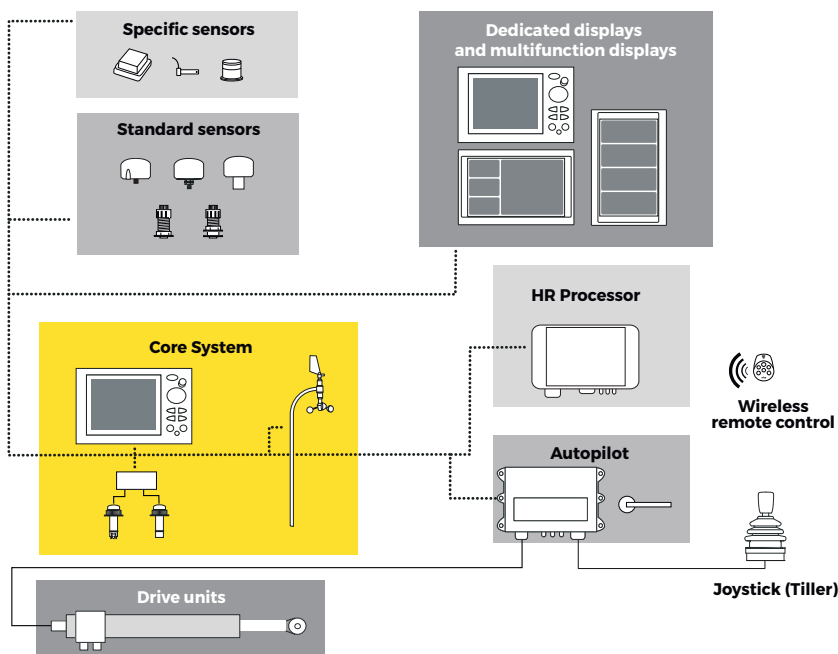 Specific sensors
Dedicated displays
and multifunction displays
Standard sensors
HR Processor
Core System
Wireless
remote control
Autopilot
Joystick (Tiller)
Drive units